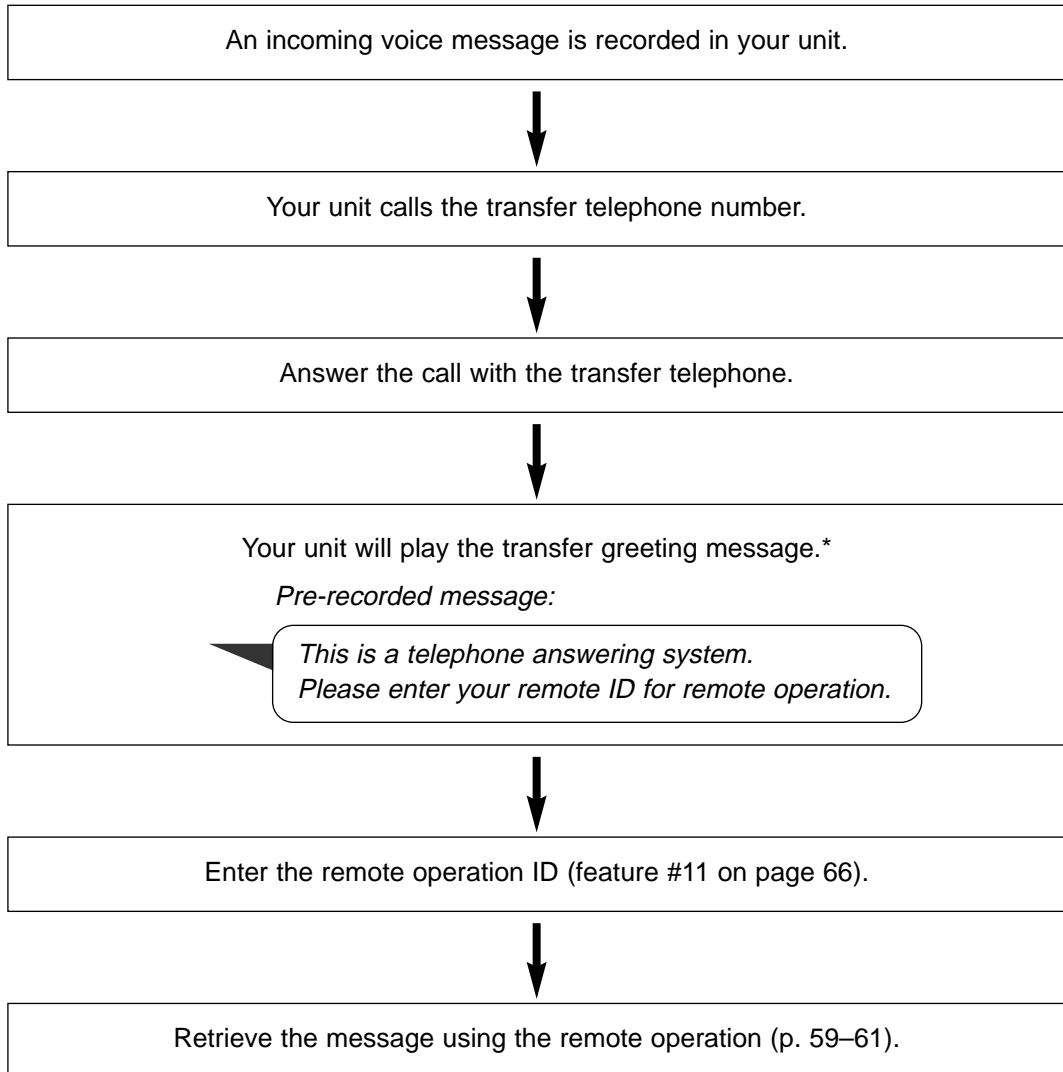 An incoming voice message is recorded in your unit.
Your unit calls the transfer telephone number.
Answer the call with the transfer telephone.
Your unit will play the transfer greeting message.*
Pre-recorded message:
This is a telephone answering system.
Please enter your remote ID for remote operation.
Enter the remote operation ID (feature #11 on page 66).
Retrieve the message using the remote operation (p. 59–61).